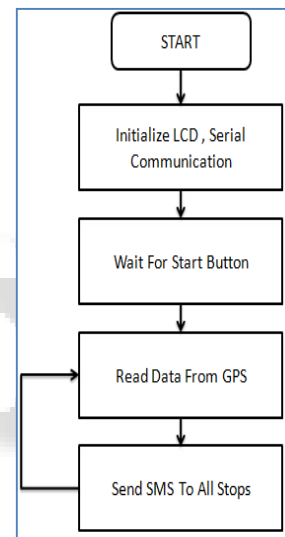 START
Initialize LCD , Serial
Communication
Wait For Start Button
Read Data From GPS
Send SMS To All Stops